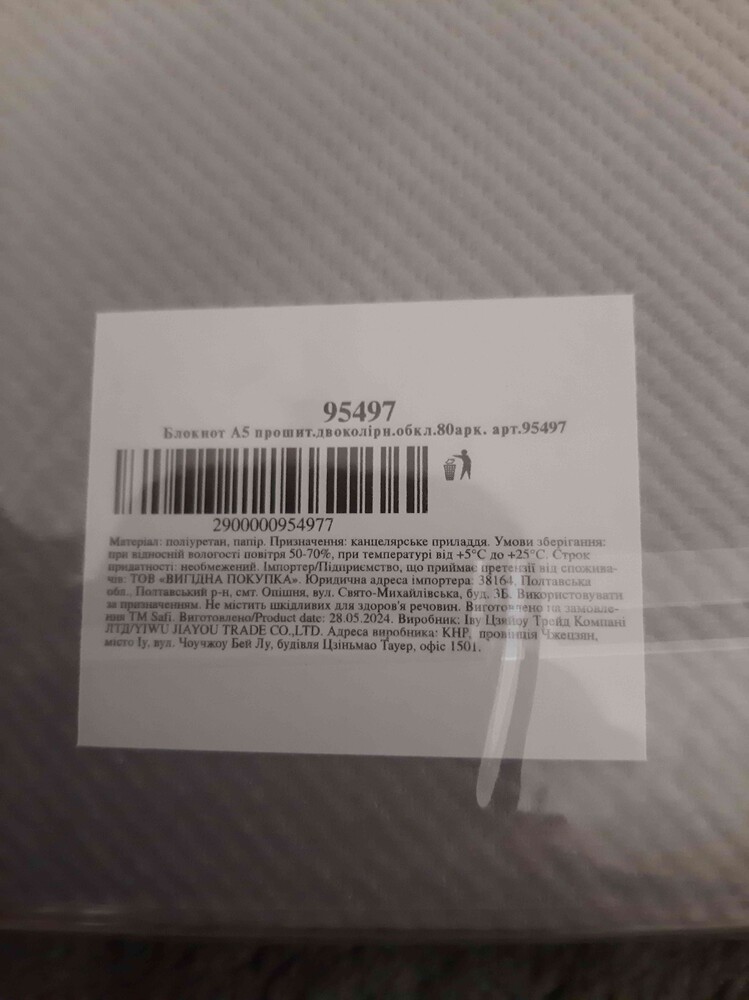 95497
Блокнот А5 прошит.двоколірн.обкл.80арк. арт.95497
2900000954977
Матеріал: поліуретан, папір. Призначення: канцелярське приладдя. Умови зберігання:
при відносній вологості повітря 50-70%, при температурі від +5°С до +25°С. Строк
придатності: необмежений. Імпортер/Підприємство, що приймає претензії від спожива-
чів: ТОВ «ВИГІДНА ПОКУПКА». Юридична адреса імпортера: 38164, Полтавська
обл., Полтавський р-н, смт. Опішня, вул. Свято-Михайлівська, буд. 3Б. Використовувати
за призначенням. Не містить шкідливих для здоров'я речовин. Виготовлено на замовле-
ння ТМ Safi. Виготовлено/Product date: 28.05.2024. Виробник: Іву Цзяйоу Трейд Компані
ЛТД/YIWU JIAYOU TRADE CO.,LTD. Адреса виробника: КНР, провінція Чжецзян,
місто Іу, вул. Чоучжоу Бей Лу, будівля Цзіньмао Тауер, офіс 1501.